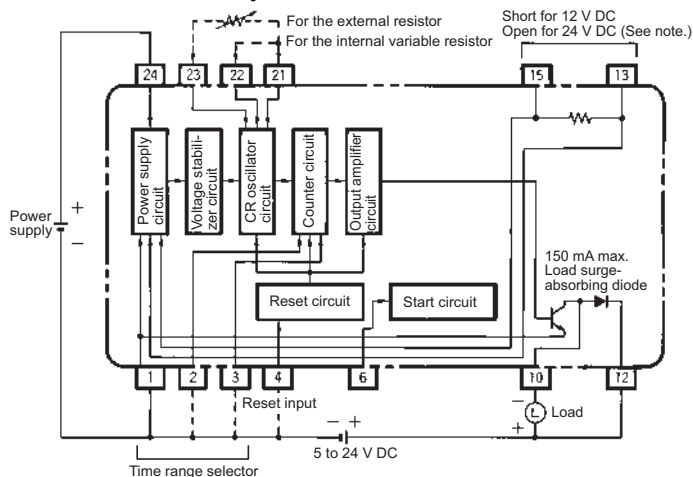 For the external resistor
For the internal variable resistor
Short for 12 V DC
Open for 24 V DC (See note.)
24
23
22
21
15
13
Power supply
circuit
Voltage stabili-
zer circuit
CR oscillator
circuit
Counter circuit
Output amplifier
circuit
Power
supply
+
−
150 mA max.
Load surge-
absorbing diode
Reset circuit
Start circuit
1
2
3
4
6
10
12
Reset input
− +
5 to 24 V DC
−
L
Load
+
Time range selector